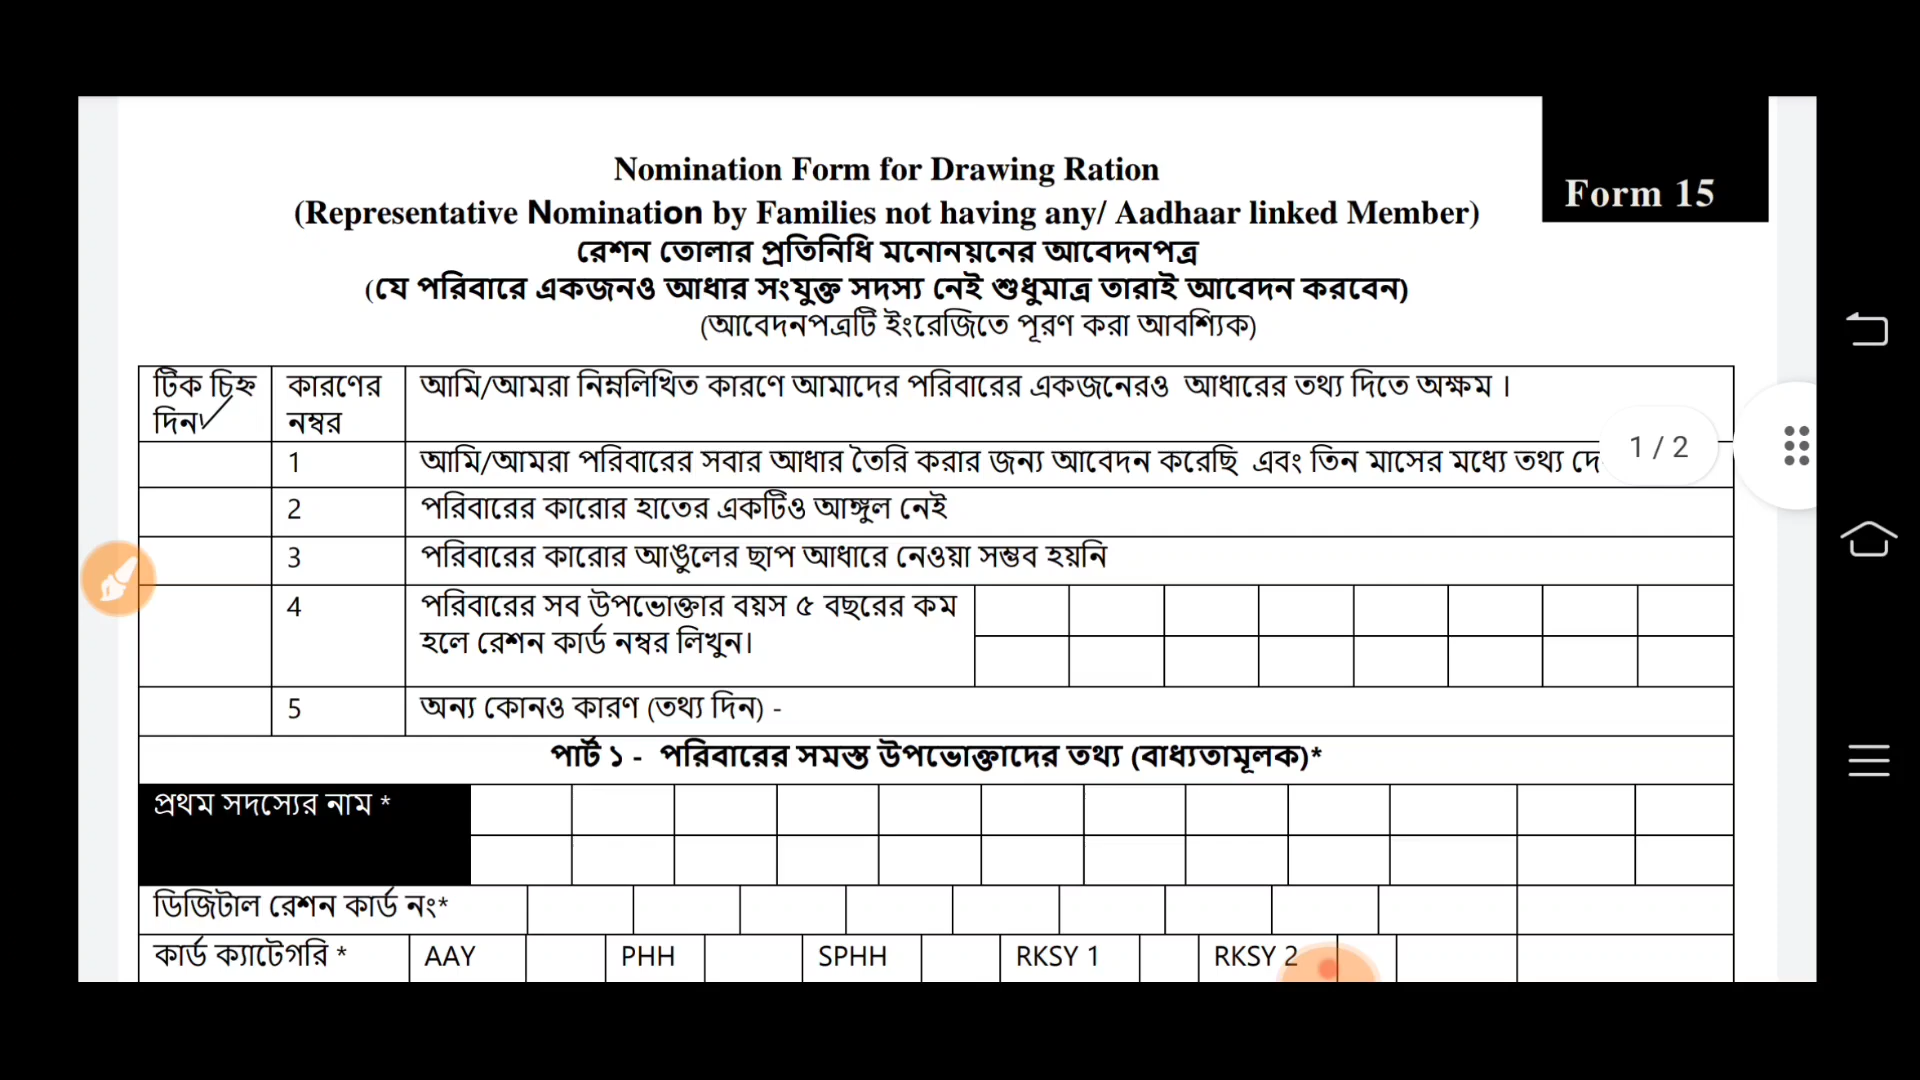 Form 15
Nomination Form for Drawing Ration
(Representative Nomination by Families not having any/ Aadhaar linked Member)
রেশন তোলার প্রতিনিধি মনোনয়নের আবেদনপত্র
(যে পরিবারে একজনও আধার সংযুক্ত সদস্য নেই শুধুমাত্র তারাই আবেদন করবেন)
(আবেদনপত্রটি ইংরেজিতে পূরণ করা আবশ্যিক)
টিক চিহ্ন দিন✓ কারণের নম্বর আমি/আমরা নিম্নলিখিত কারণে আমাদের পরিবারের একজনেরও আধারের তথ্য দিতে অক্ষম ।
1 আমি/আমরা পরিবারের সবার আধার তৈরি করার জন্য আবেদন করেছি এবং তিন মাসের মধ্যে তথ্য
1 / 2
2 পরিবারের কারোর হাতের একটিও আঙ্গুল নেই
3 পরিবারের কারোর আঙুলের ছাপ আধারে নেওয়া সম্ভব হয়নি
4 পরিবারের সব উপভোক্তার বয়স ৫ বছরের কম
হলে রেশন কার্ড নম্বর লিখুন।
5 অন্য কোনও কারণ (তথ্য দিন) -
পার্ট ১ - পরিবারের সমস্ত উপভোক্তাদের তথ্য (বাধ্যতামূলক)*
প্রথম সদস্যের নাম *
ডিজিটাল রেশন কার্ড নং*
কার্ড ক্যাটেগরি * AAY PHH SPHH RKSY 1 RKSY 2